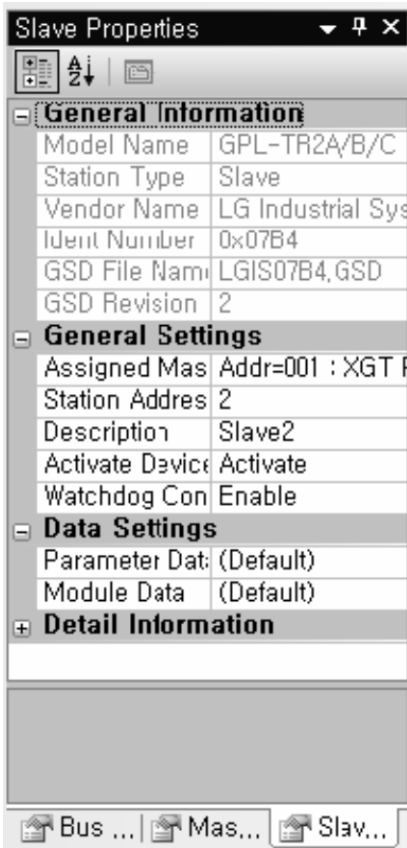 Slave Properties
General Information
Model Name GPL-TR2A/B/C
Station Type Slave
Vendor Name LG Industrial Sys
Ident Number 0x07B4
GSD File Nam LGIS07B4,GSD
GSD Revision 2
General Settings
Assigned Mas Addr=001 : XGT
Station Addres 2
Description Slave2
Activate Device Activate
Watchdog Con Enable
Data Settings
Parameter Dat (Default)
Module Data (Default)
Detail Information
Bus ... Mas... Slav...